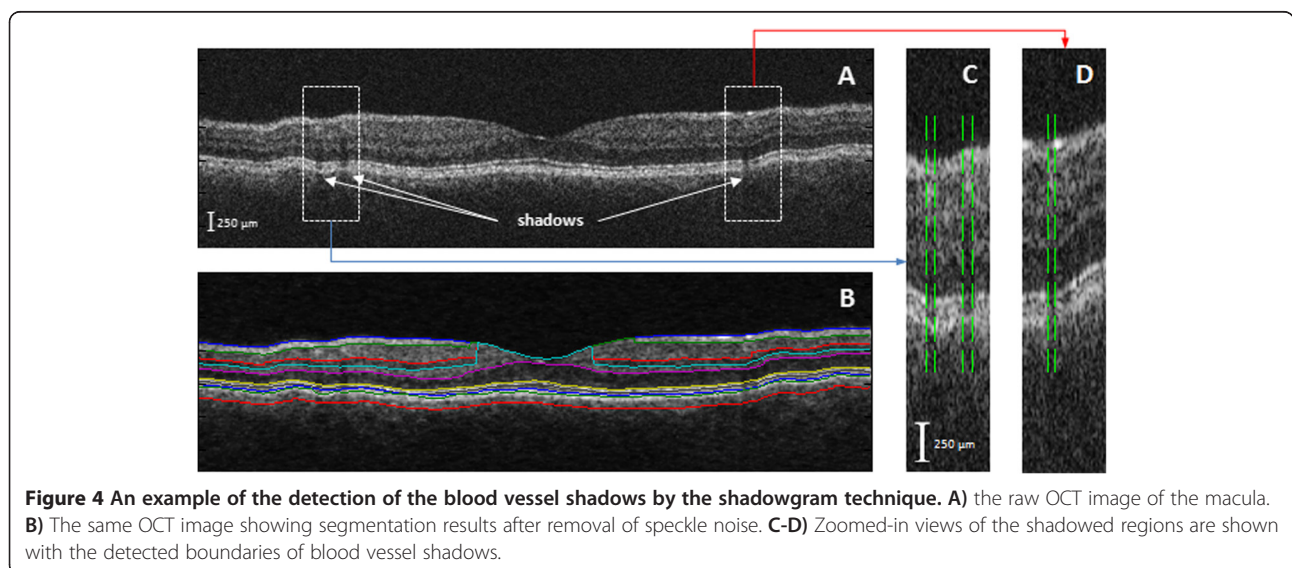 A
C
D
shadows
250 μm
B
250 μm
Figure 4 An example of the detection of the blood vessel shadows by the shadowgram technique. A) the raw OCT image of the macula.
B) The same OCT image showing segmentation results after removal of speckle noise. C-D) Zoomed-in views of the shadowed regions are shown
with the detected boundaries of blood vessel shadows.